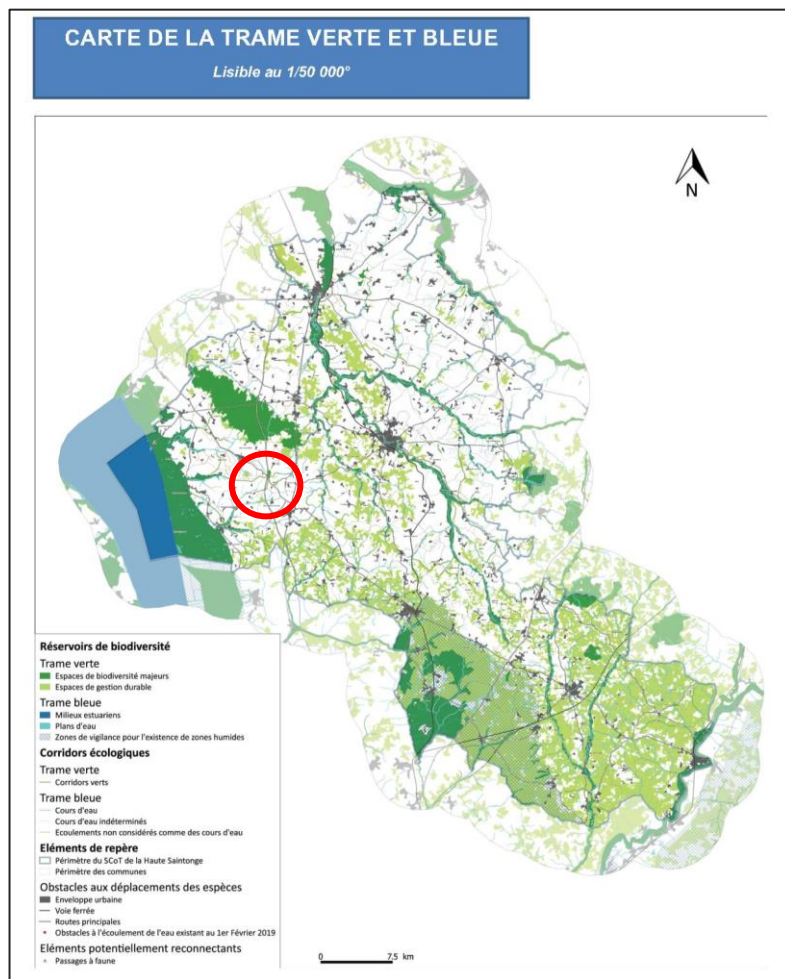 CARTE DE LA TRAME VERTE ET BLEUE
Lisible au 1/50 000°
N
Réservoirs de biodiversité
Trame verte
Espaces de biodiversité majeurs
Espaces de gestion durable
Trame bleue
Milieux estuariens
Plans d'eau
Zones de vigilance pour l'existence de zones humides
Corridors écologiques
Trame verte
Corridors verts
Trame bleue
Cours d'eau
Cours d'eau indéterminés
Ecoulements non considérés comme des cours d'eau
Eléments de repère
Périmètre du SCoT de la Haute Saintonge
Périmètre des communes
Obstacles aux déplacements des espèces
Enveloppe urbaine
Voie ferrée
Routes principales
Obstacles à l'écoulement de l'eau existant au 1er Février 2019
Eléments potentiellement reconnectants
Passages à faune
0 7,5 km